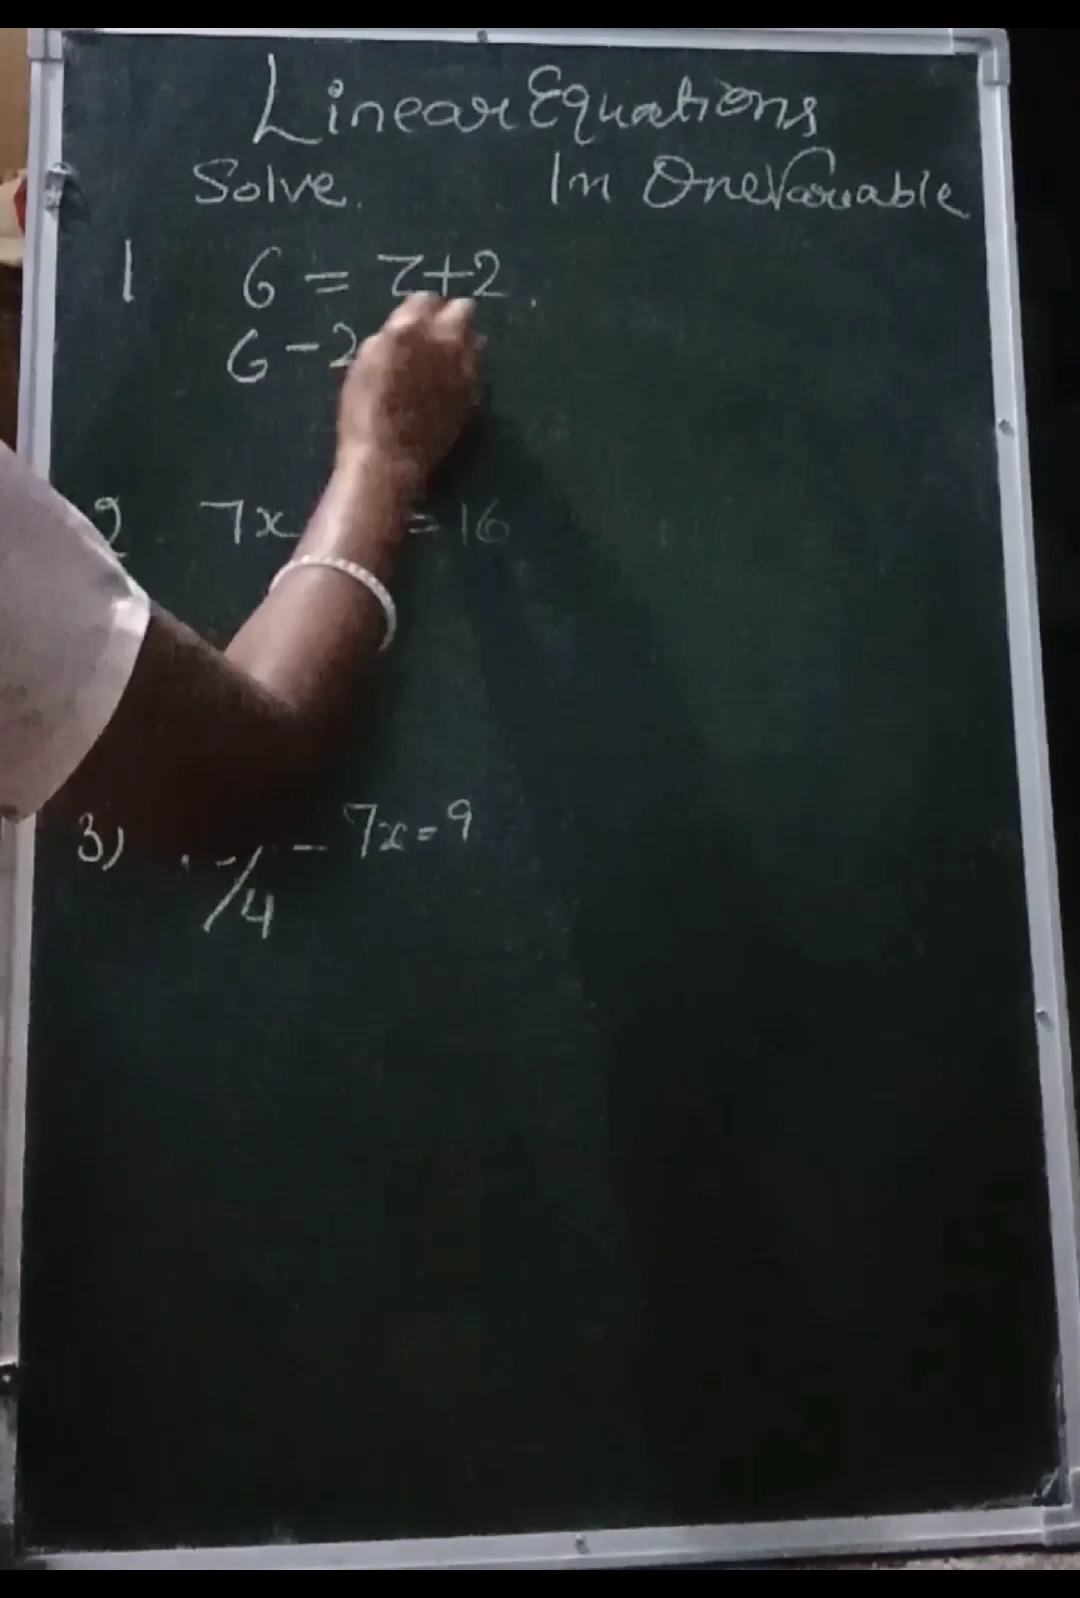 Linear Equations
Solve. In One Variable
1 6 = z+2.
6-2
2 7x =16
3) /4 - 7x=9